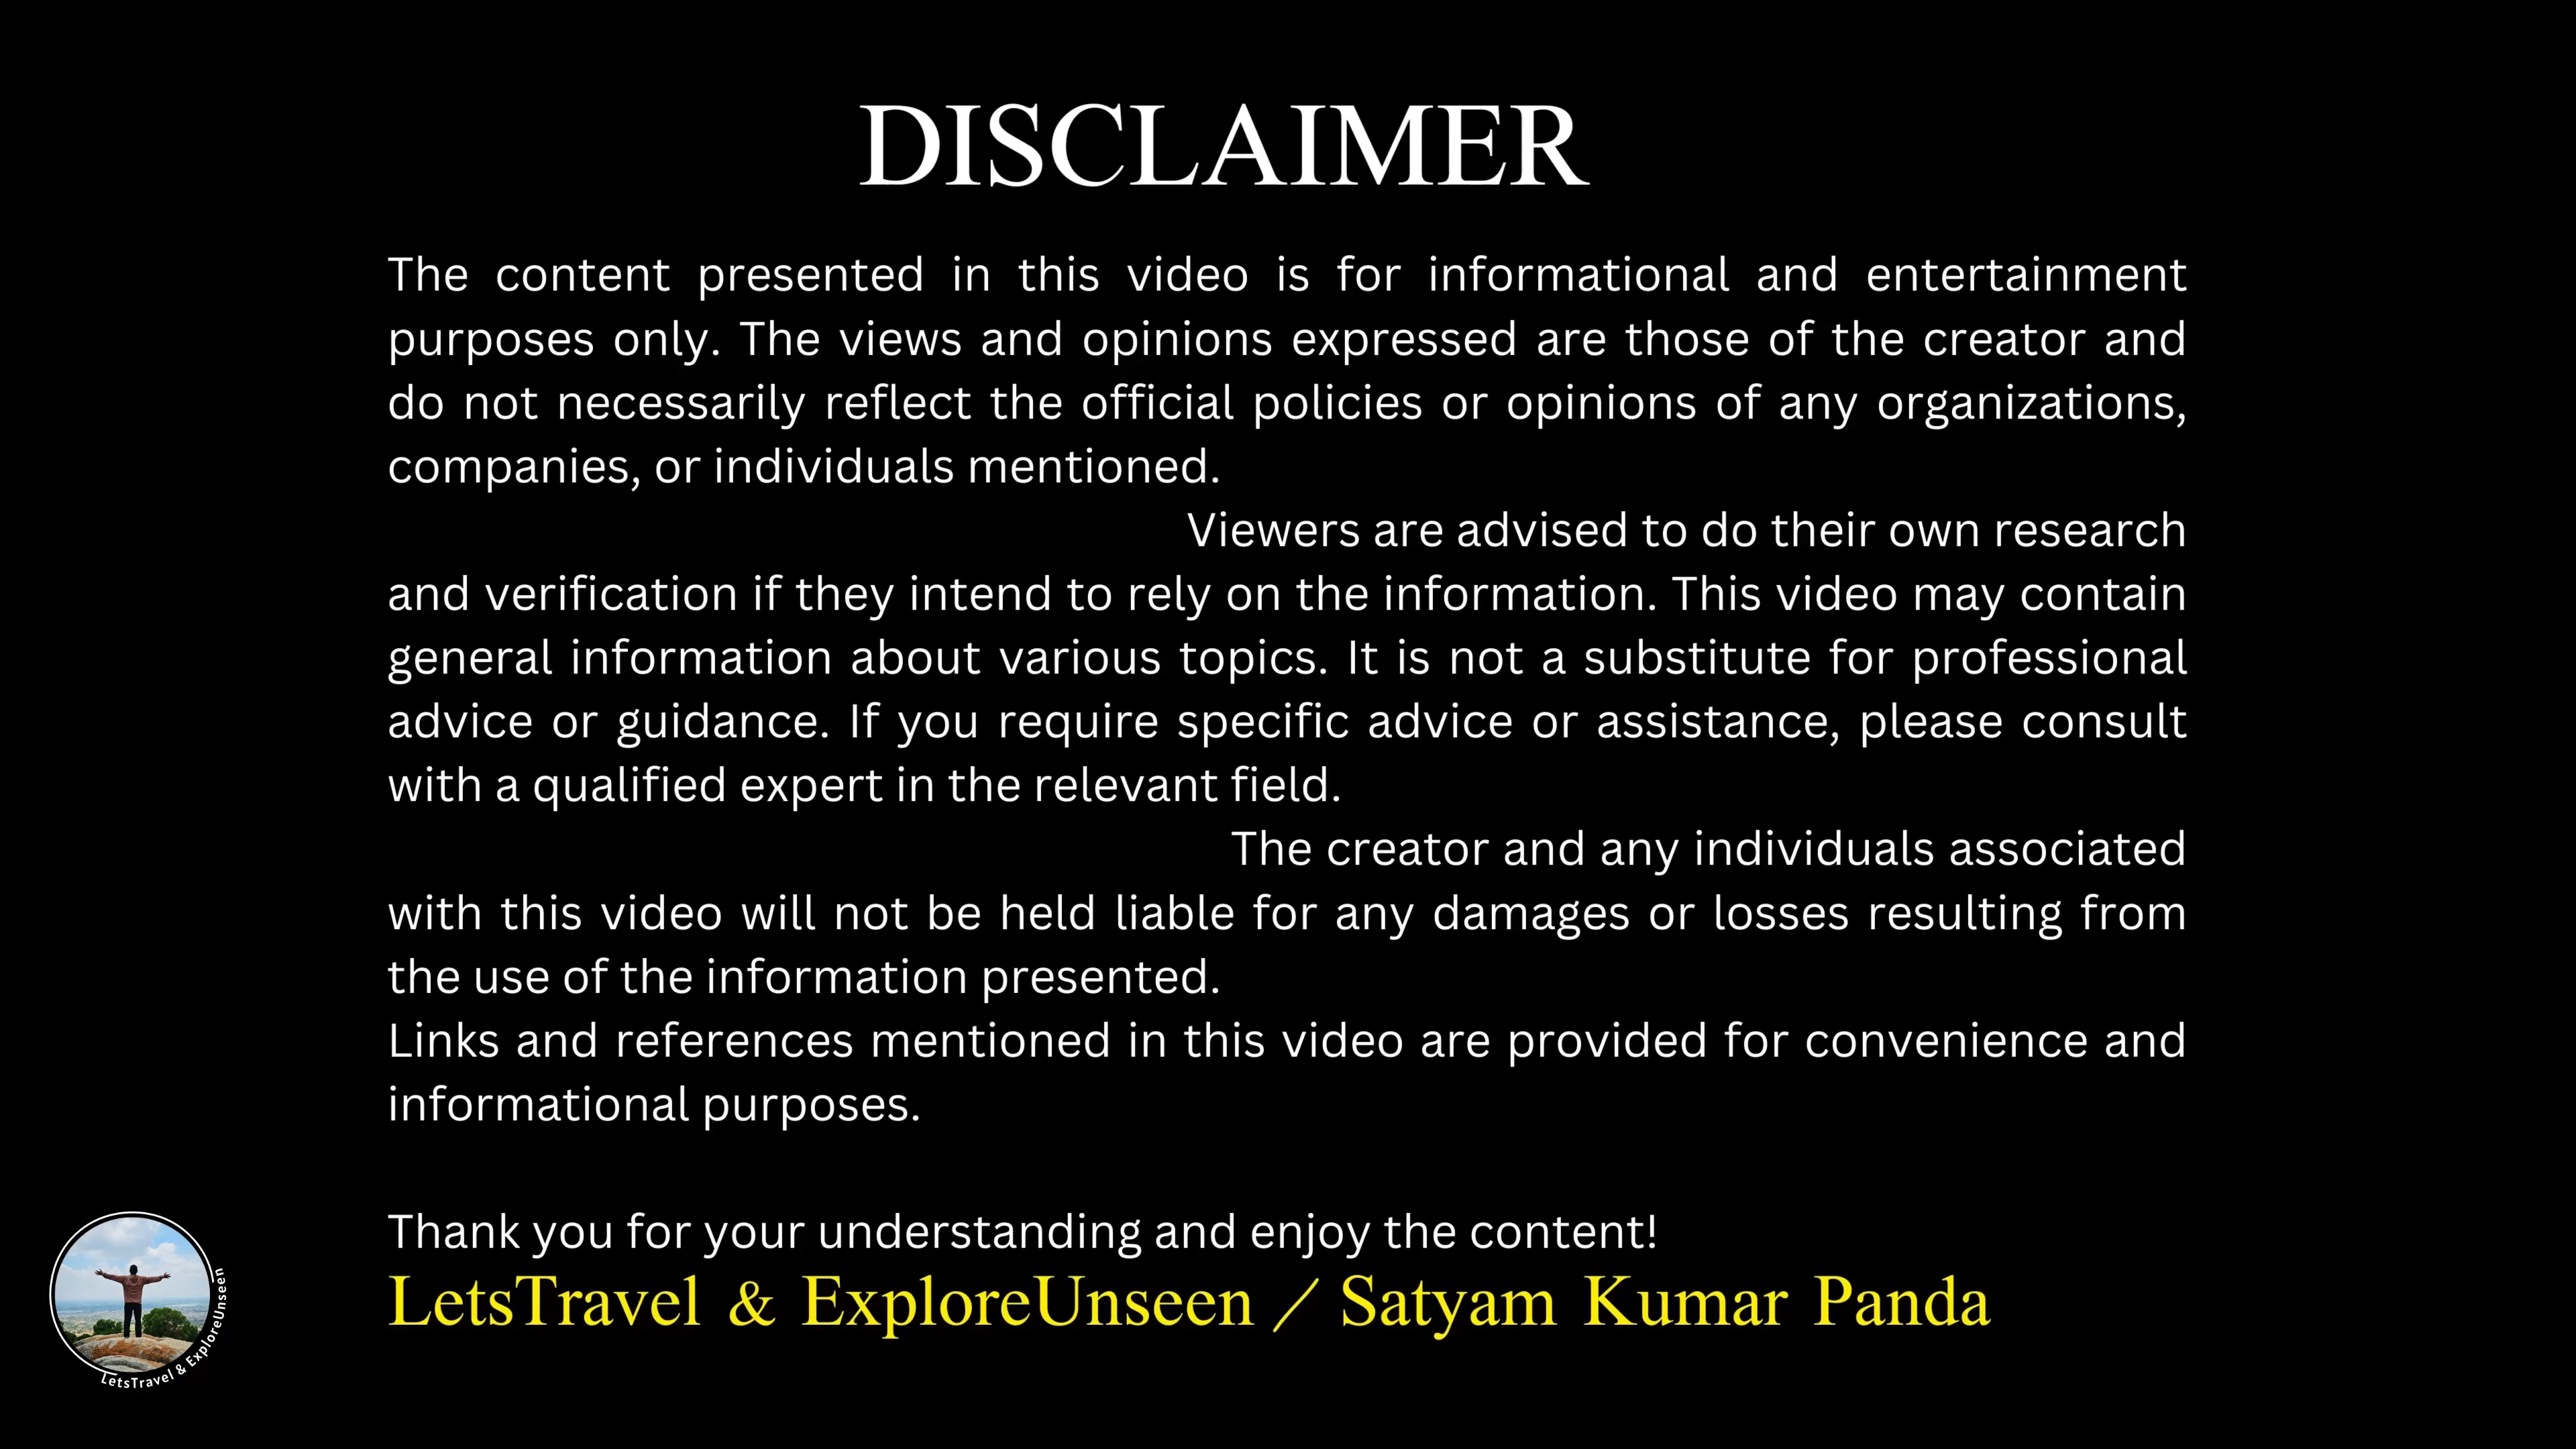 DISCLAIMER
The content presented in this video is for informational and entertainment
purposes only. The views and opinions expressed are those of the creator and
do not necessarily reflect the official policies or opinions of any organizations,
companies, or individuals mentioned.
Viewers are advised to do their own research
and verification if they intend to rely on the information. This video may contain
general information about various topics. It is not a substitute for professional
advice or guidance. If you require specific advice or assistance, please consult
with a qualified expert in the relevant field.
The creator and any individuals associated
with this video will not be held liable for any damages or losses resulting from
the use of the information presented.
Links and references mentioned in this video are provided for convenience and
informational purposes.
Thank you for your understanding and enjoy the content!
LetsTravel & ExploreUnseen / Satyam Kumar Panda
LetsTravel & ExploreUnseen